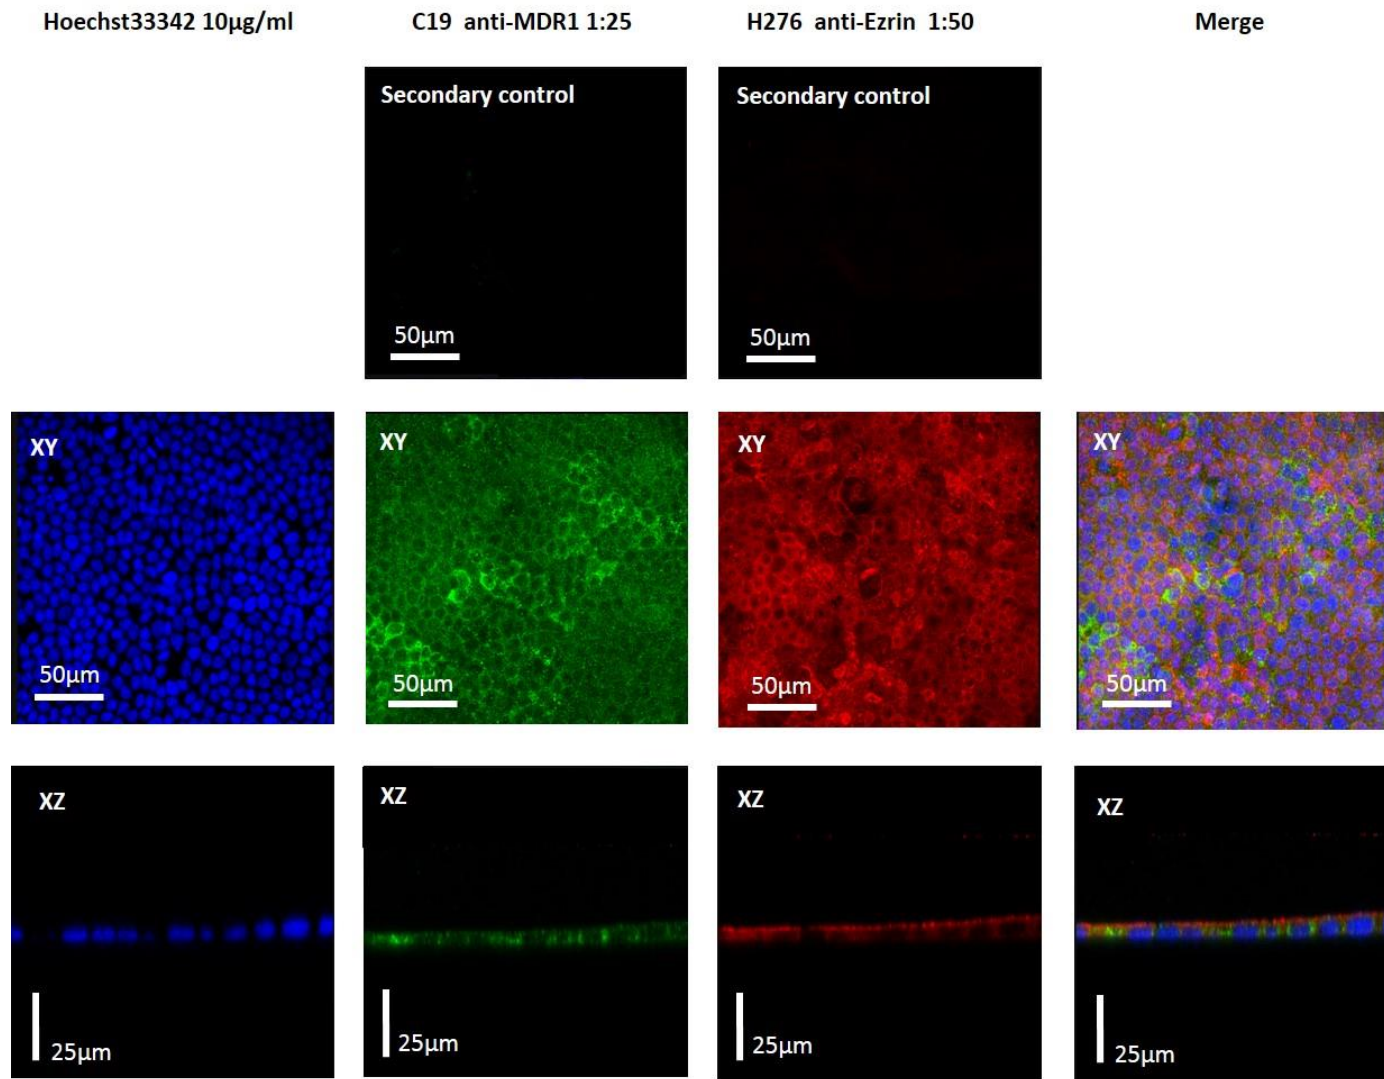 Hoechst33342 10µg/ml
C19 anti-MDR1 1:25
H276 anti-Ezrin 1:50
Merge
Secondary control
50µm
Secondary control
50µm
XY
50µm
XY
50µm
XY
50µm
XY
50µm
XZ
25µm
XZ
25µm
XZ
25µm
XZ
25µm